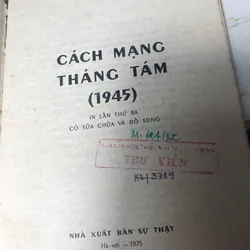 CÁCH MẠNG
THÁNG TÁM
(1945)
IN LẦN THỨ BA
CÓ SỬA CHỮA VÀ BỔ SUNG
THƯ VIỆN
NHÀ XUẤT BẢN SỰ THẬT
Hà-nội — 1975